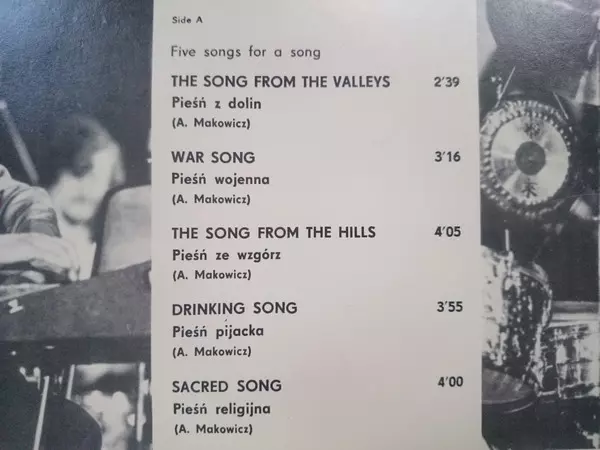 Side A
Five songs for a song
THE SONG FROM THE VALLEYS 2'39
Pieśń z dolin
(A. Makowicz)
WAR SONG 3'16
Pieśń wojenna
(A. Makowicz)
THE SONG FROM THE HILLS 4'05
Pieśń ze wzgórz
(A. Makowicz)
DRINKING SONG 3'55
Pieśń pijacka
(A. Makowicz)
SACRED SONG 4'00
Pieśń religijna
(A. Makowicz)